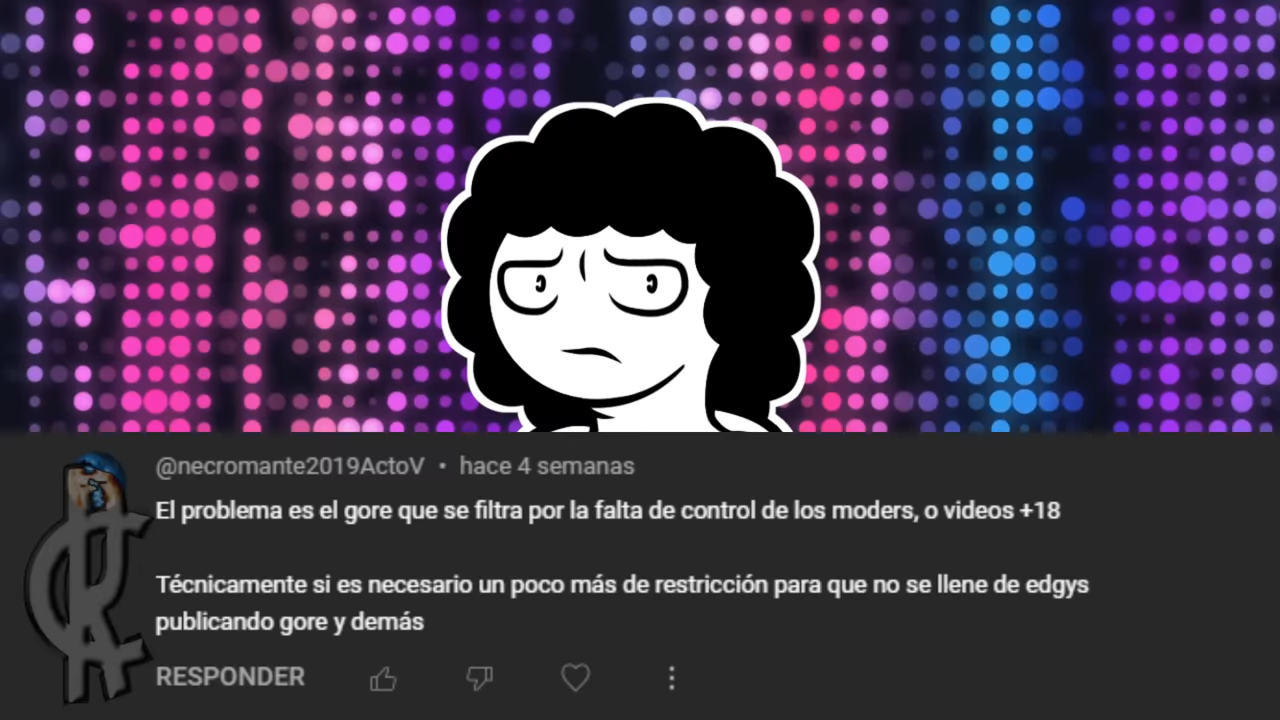 @necromante2019ActoV • hace 4 semanas
El problema es el gore que se filtra por la falta de control de los moders, o videos +18
Técnicamente si es necesario un poco más de restricción para que no se llene de edgys
publicando gore y demás
RESPONDER